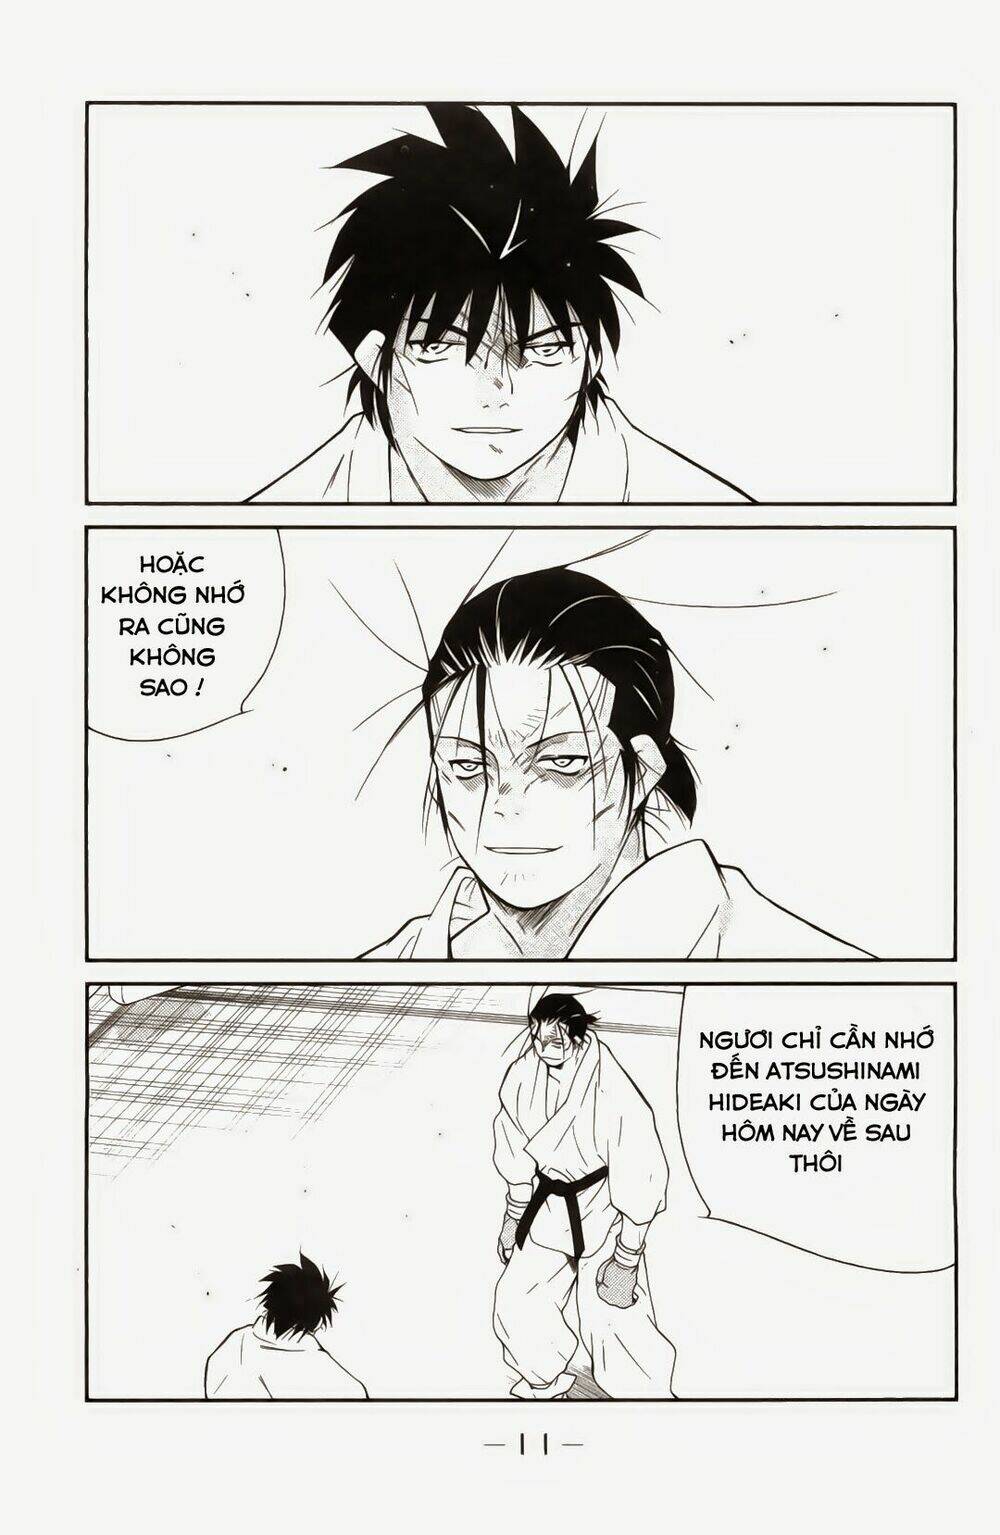 HOẶC
KHÔNG NHỚ
RA CŨNG
KHÔNG
SAO !
NGƯƠI CHỈ CẦN NHỚ
ĐẾN ATSUSHINAMI
HIDEAKI CỦA NGÀY
HÔM NAY VỀ SAU
THÔI
— 11 —